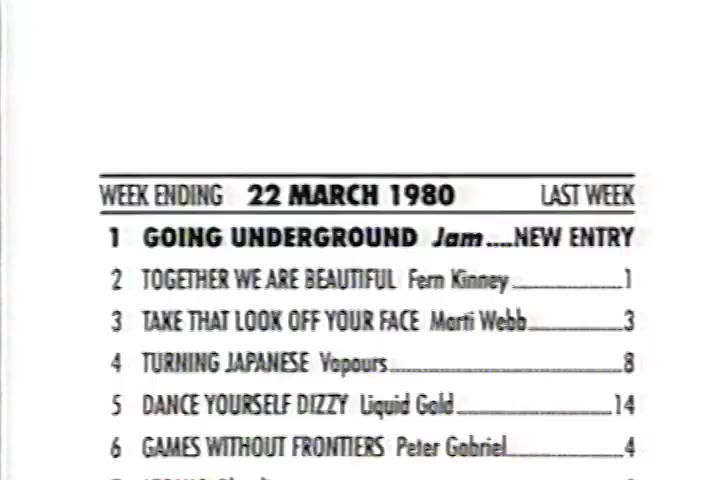 WEEK ENDING 22 MARCH 1980 LAST WEEK
1 GOING UNDERGROUND Jam....NEW ENTRY
2 TOGETHER WE ARE BEAUTIFUL Fern Kinney 1
3 TAKE THAT LOOK OFF YOUR FACE Marti Webb 3
4 TURNING JAPANESE Vapours 8
5 DANCE YOURSELF DIZZY Liquid Gold 14
6 GAMES WITHOUT FRONTIERS Peter Gabriel 4